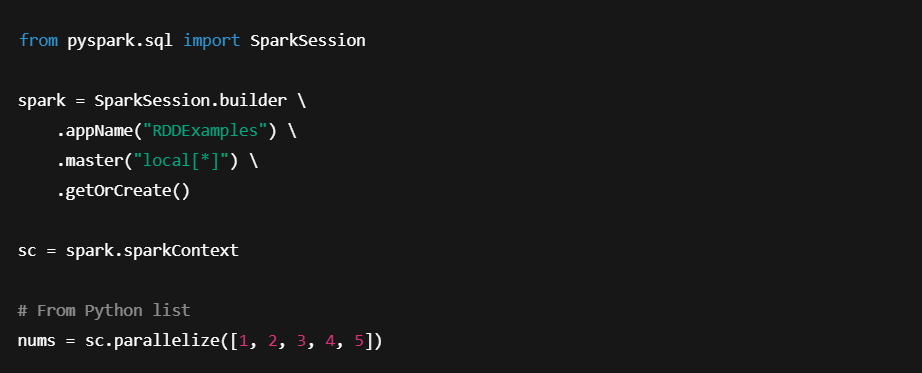 from pyspark.sql import SparkSession
spark = SparkSession.builder \
    .appName("RDDExamples") \
    .master("local[*]") \
    .getOrCreate()
sc = spark.sparkContext
# From Python list
nums = sc.parallelize([1, 2, 3, 4, 5])